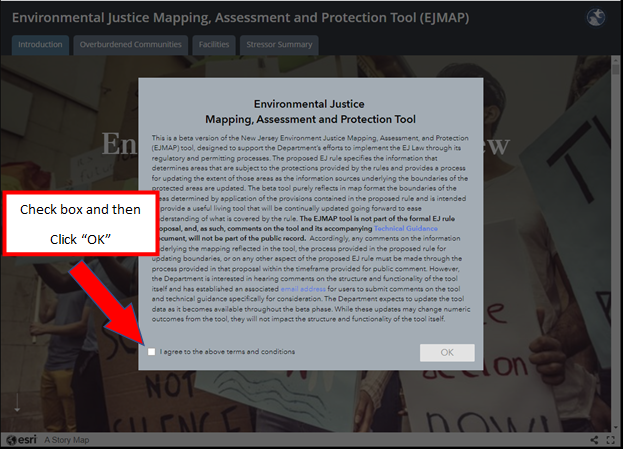 Environmental Justice Mapping, Assessment and Protection Tool (EJMAP)
Introduction
Overburdened Communities
Facilities
Stressor Summary
En
ew
Environmental Justice
Mapping, Assessment and Protection Tool
This is a beta version of the New Jersey Environment Justice Mapping, Assessment, and Protection
(EJMAP) tool, designed to support the Department's efforts to implement the EJ Law through its
regulatory and permitting processes. The proposed EJ rule specifies the information that
determines areas that are subject to the protections provided by the rules and provides a process
for updating the extent of those areas as the information sources underlying the boundaries of the
protected areas are updated. The beta tool purely reflects in map format the boundaries of the
areas determined by application of the provisions contained in the proposed rule and is intended
provide a useful living tool that will be continually updated going forward to ease
understanding of what is covered by the rule. The EJMAP tool is not part of the formal EJ rule
proposal, and, as such, comments on the tool and its accompanying Technical Guidance
document, will not be part of the public record. Accordingly, any comments on the information
underlying the mapping reflected in the tool, the process provided in the proposed rule for
updating boundaries, or on any other aspect of the proposed EJ rule must be made through the
process provided in that proposal within the timeframe provided for public comment. However,
the Department is interested in hearing comments on the structure and functionality of the tool
itself and has established an associated email address for users to submit comments on the tool
and technical guidance specifically for consideration. The Department expects to update the tool
data as it becomes available throughout the beta phase. While these updates may change numeric
outcomes from the tool, they will not impact the structure and functionality of the tool itself.
Check box and then
Click “OK”
I agree to the above terms and conditions
OK
NOT
SILENCE
NOW!
esri
A Story Map